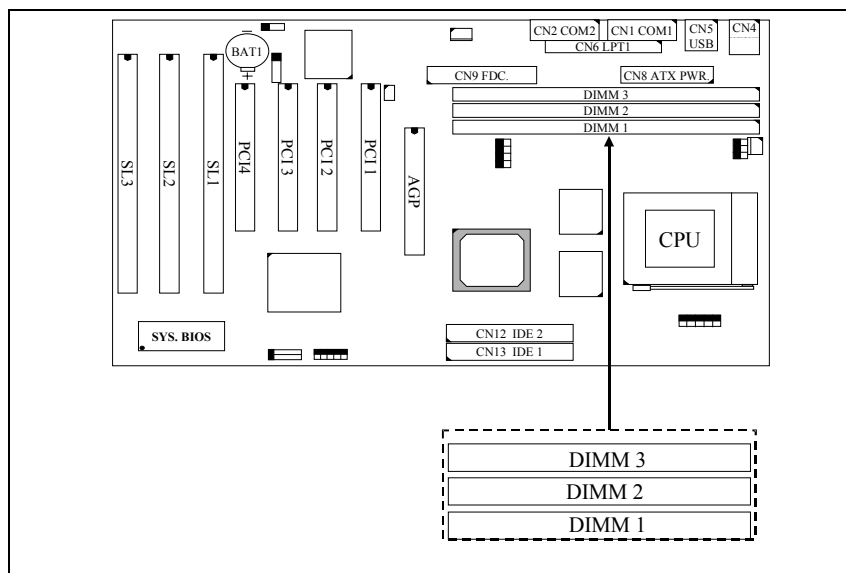 CN2 COM2
CN1 COM1
CN5
USB
CN4
CN6 LPT1
BAT1
CN9 FDC.
CN8 ATX PWR.
DIMM 3
DIMM 2
DIMM 1
SL3
SL2
SL1
PCI4
PCI 3
PCI 2
PCI 1
AGP
CPU
SYS. BIOS
CN12 IDE 2
CN13 IDE 1
DIMM 3
DIMM 2
DIMM 1